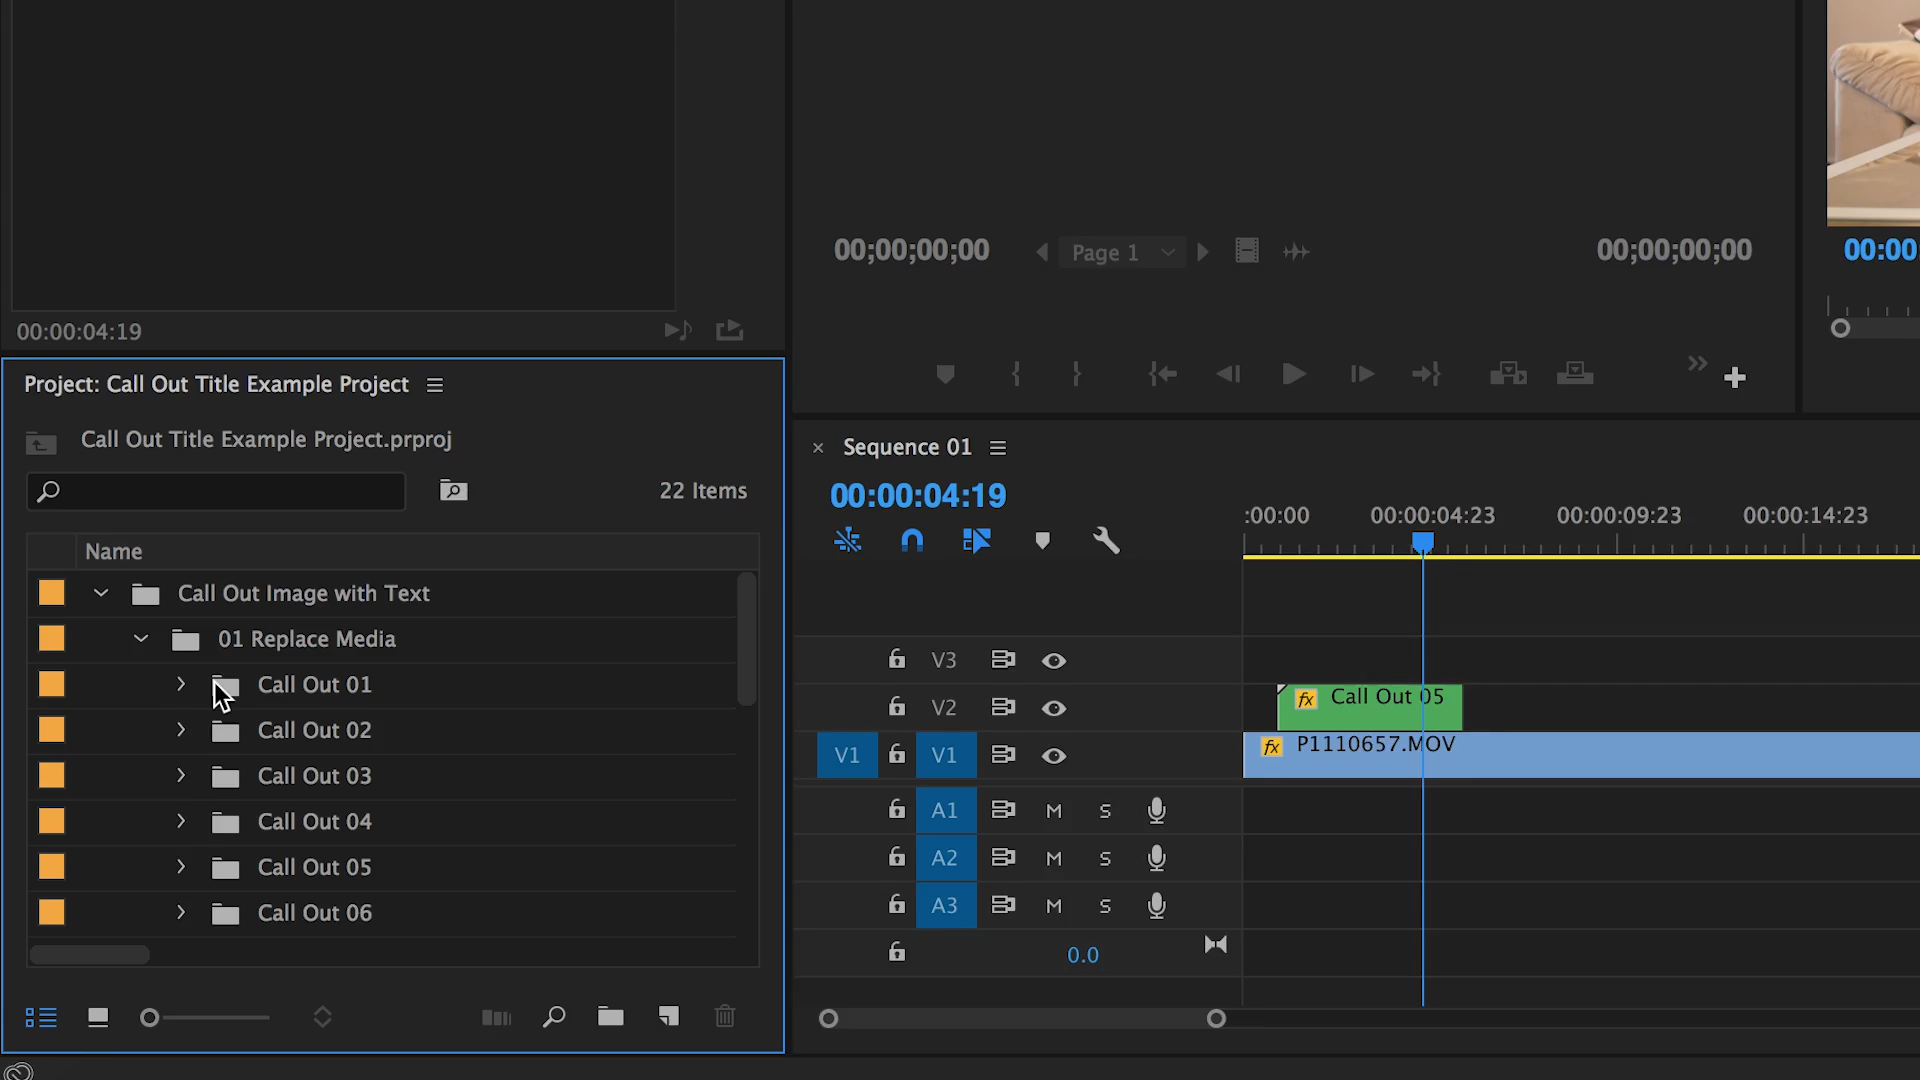 00:00:04:19
Project: Call Out Title Example Project
Call Out Title Example Project.prproj
22 Items
Name
Call Out Image with Text
01 Replace Media
Call Out 01
Call Out 02
Call Out 03
Call Out 04
Call Out 05
Call Out 06
00;00;00;00
Page 1
00;00;00;00
00:00
Sequence 01
00:00:04:19
:00:00
00:00:04:23
00:00:09:23
00:00:14:23
V3
V2
fx Call Out 05
V1
V1
fx P1110657.MOV
A1 M S
A2 M S
A3 M S
0.0